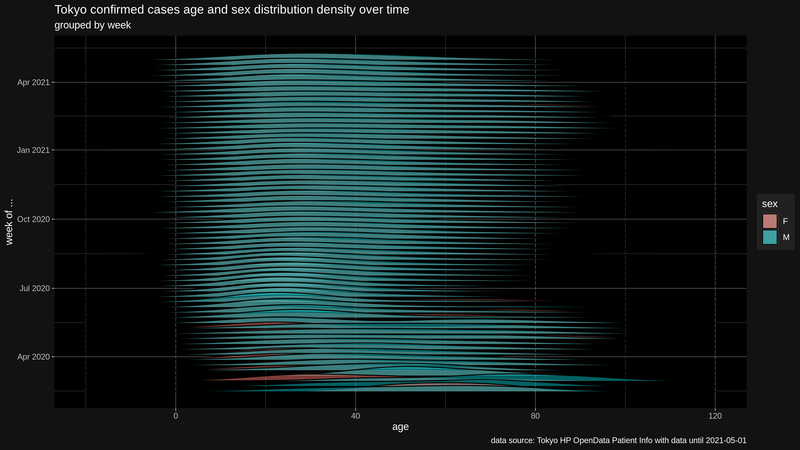 Tokyo confirmed cases age and sex distribution density over time
grouped by week
week of ...
Apr 2021
Jan 2021
Oct 2020
Jul 2020
Apr 2020
0 40 80 120
age
sex
F
M
data source: Tokyo HP OpenData Patient Info with data until 2021-05-01